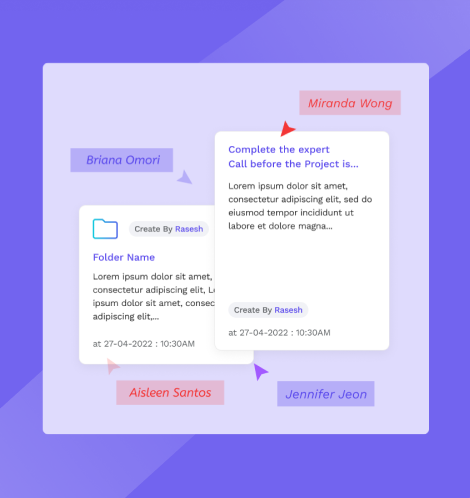 Miranda Wong
Briana Omori
Complete the expert
Call before the Project is...
Lorem ipsum dolor sit amet,
consectetur adipiscing elit, sed do
eiusmod tempor incididunt ut
labore et dolore magna...
Create By Rasesh
at 27-04-2022 : 10:30AM
Create By Rasesh
Folder Name
Lorem ipsum dolor sit amet,
consectetur adipiscing elit, L
ipsum dolor sit amet, consec
adipiscing elit,...
at 27-04-2022 : 10:30AM
Aisleen Santos
Jennifer Jeon